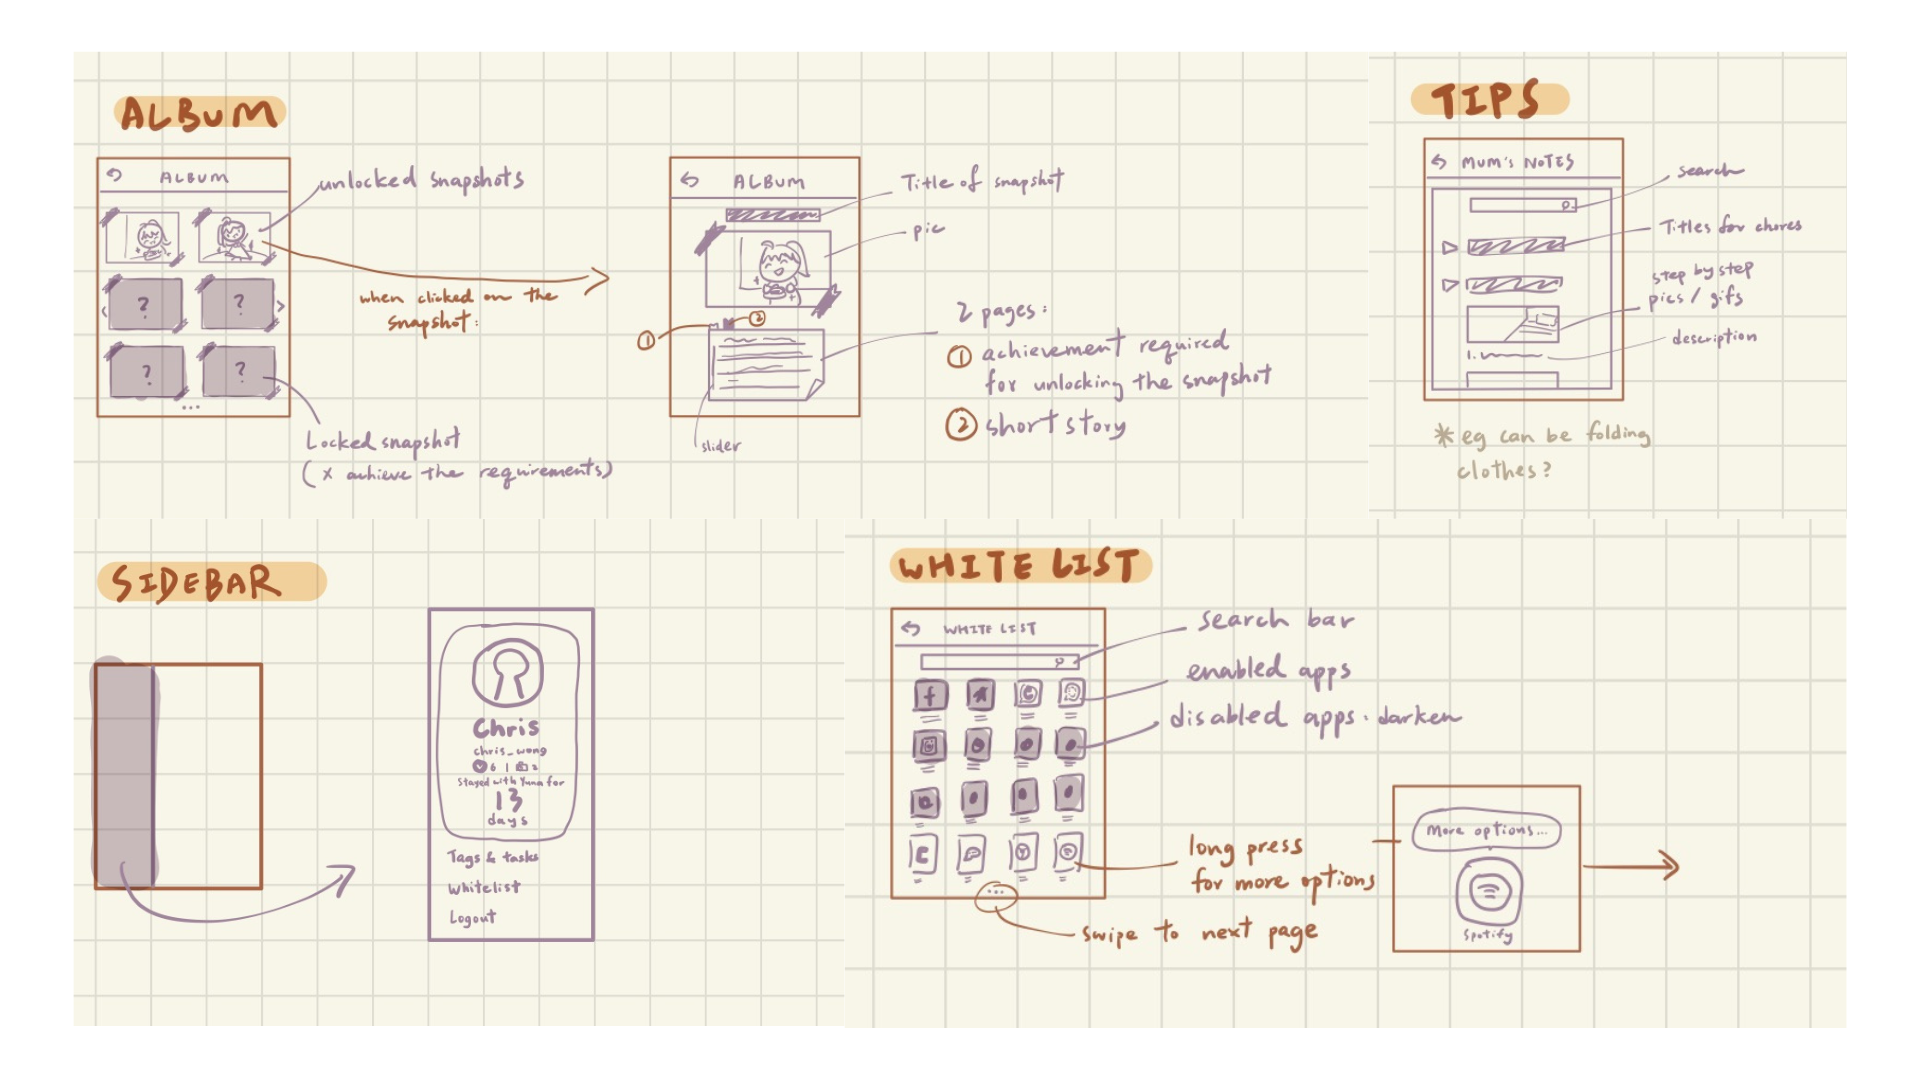 ALBUM
ALBUM
unlocked snapshots
?
?
?
?
...
when clicked on the
snapshot:
Locked snapshot
(x achieve the requirements)
ALBUM
Title of snapshot
pic
①
②
slider
2 pages:
① achievement required
for unlocking the snapshot
② short story
TIPS
MUM'S NOTES
search
Titles for chores
step by step
pics / gifs
description
1.
* eg can be folding
clothes?
SIDEBAR
Chris
chris_wong
6 | 2
Stayed with Yuna for
13
days
Tags & tasks
Whitelist
Logout
WHITE LIST
WHITE LIST
search bar
enabled apps
disabled apps: darken
f
...
long press
for more options
swipe to next page
More options...
Spotify